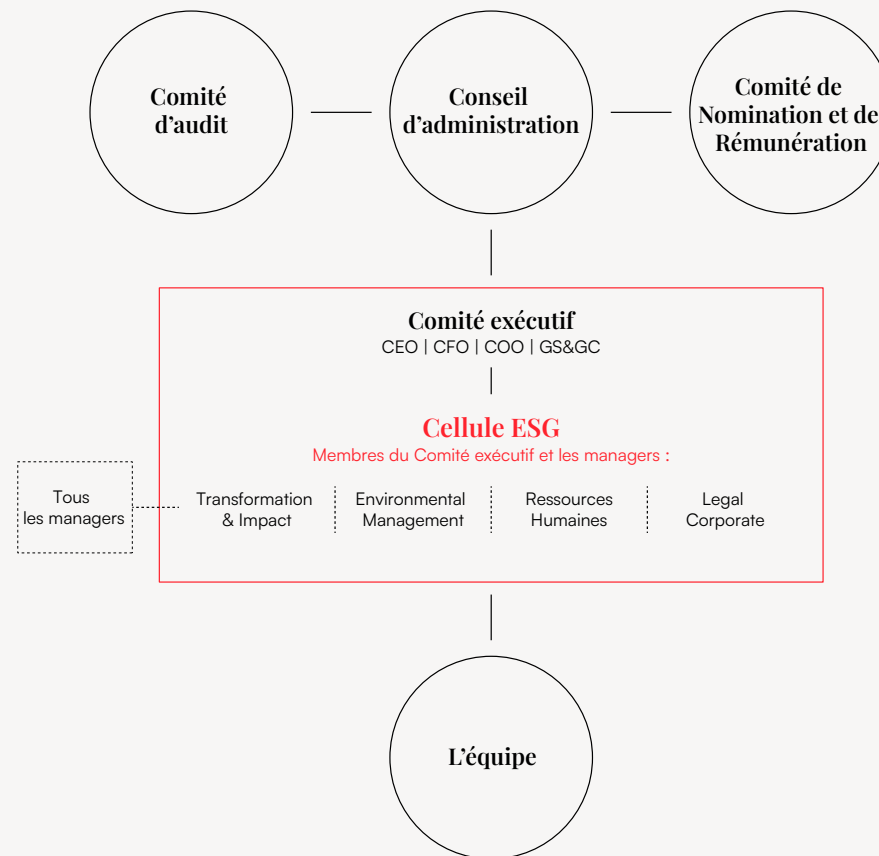 Comité
d’audit
Conseil
d’administration
Comité de
Nomination et de
Rémunération
Comité exécutif
CEO | CFO | COO | GS&GC
Cellule ESG
Membres du Comité exécutif et les managers :
Tous
les managers
Transformation
& Impact
Environmental
Management
Ressources
Humaines
Legal
Corporate
L’équipe